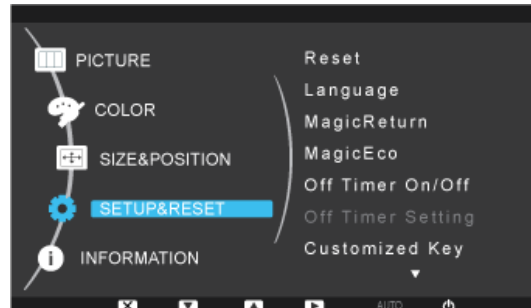 PICTURE
COLOR
SIZE&POSITION
SETUP&RESET
INFORMATION
Reset
Language
MagicReturn
MagicEco
Off Timer On/Off
Off Timer Setting
Customized Key
AUTO